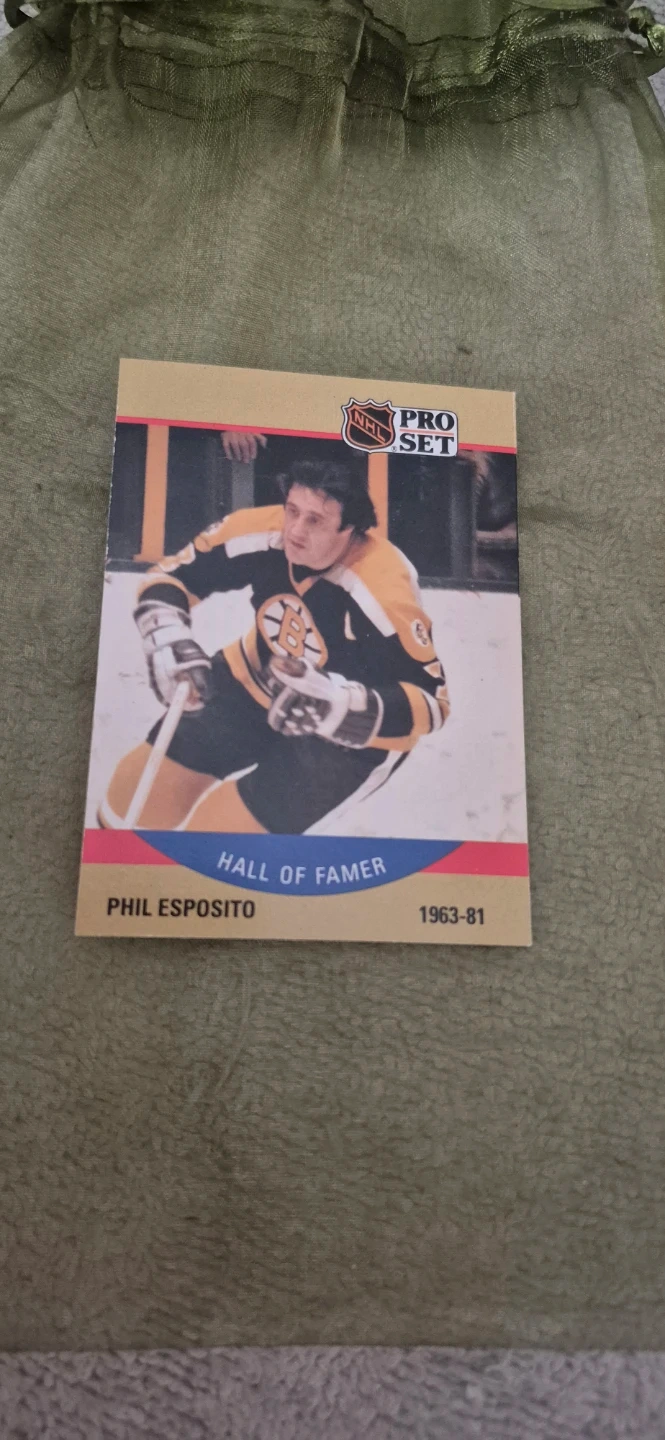 NHL
PRO
SET
B
HALL OF FAMER
PHIL ESPOSITO
1963-81